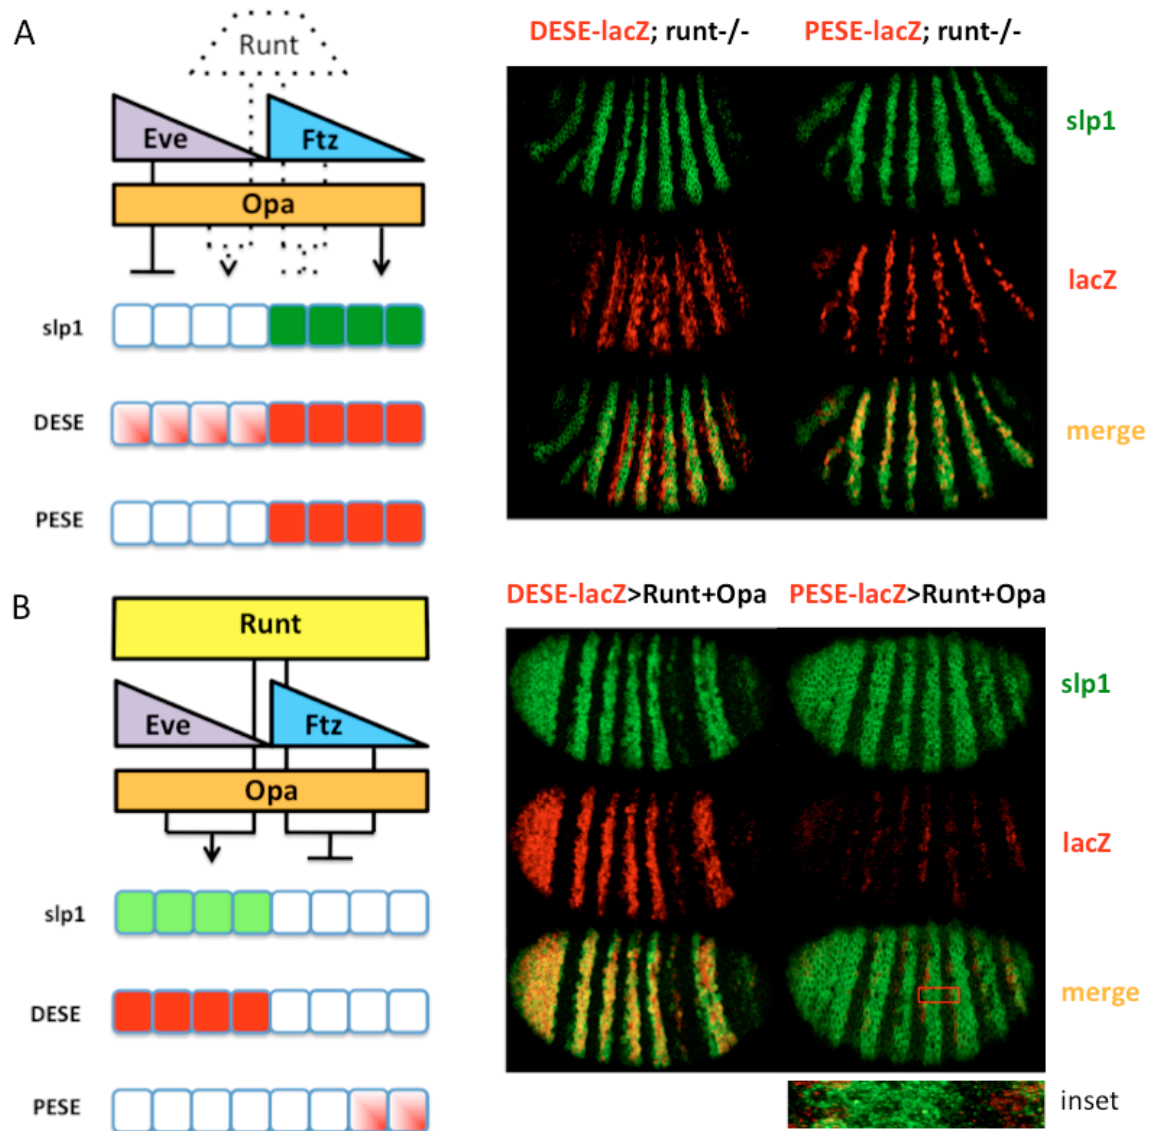 A
Runt
Eve
Ftz
Opa
slp1
DESE
PESE
DESE-lacZ; runt-/-
PESE-lacZ; runt-/-
slp1
lacZ
merge
B
Runt
Eve
Ftz
Opa
slp1
DESE
PESE
DESE-lacZ>Runt+Opa
PESE-lacZ>Runt+Opa
slp1
lacZ
merge
inset